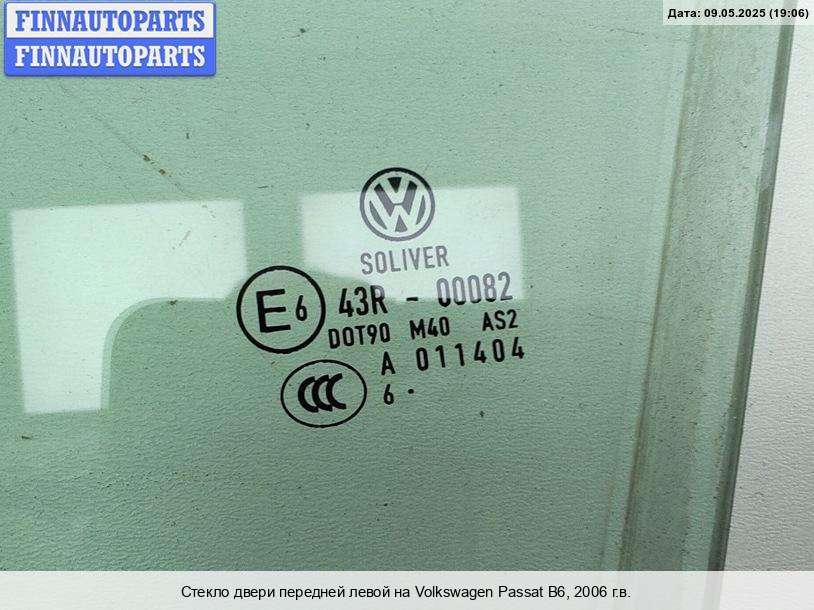 FINNAUTOPARTS
FINNAUTOPARTS
Дата: 09.05.2025 (19:06)
SOLIVER
E6 43R - 00082
DOT90 M40 AS2
CCC A 011404
6 .
Стекло двери передней левой на Volkswagen Passat B6, 2006 г.в.